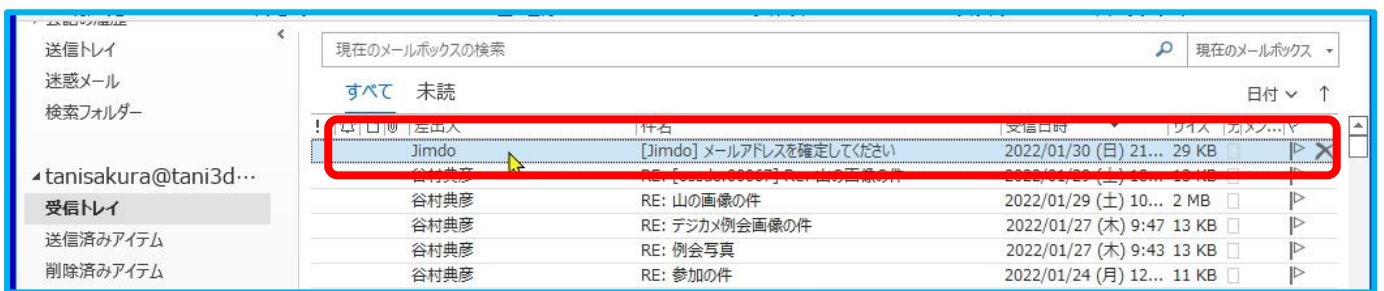 送信トレイ
迷惑メール
検索フォルダー
tanisakura@tani3d…
受信トレイ
送信済みアイテム
削除済みアイテム
現在のメールボックスの検索 現在のメールボックス
すべて 未読 日付
! 差出人 件名 受信日時 サイズ
Jimdo [Jimdo] メールアドレスを確定してください 2022/01/30 (日) 21... 29 KB
谷村典彦 RE: 山の画像の件
谷村典彦 RE: 山の画像の件 2022/01/29 (土) 10... 2 MB
谷村典彦 RE: デジカメ例会画像の件 2022/01/27 (木) 9:47 13 KB
谷村典彦 RE: 例会写真 2022/01/27 (木) 9:43 13 KB
谷村典彦 RE: 参加の件 2022/01/24 (月) 12... 11 KB